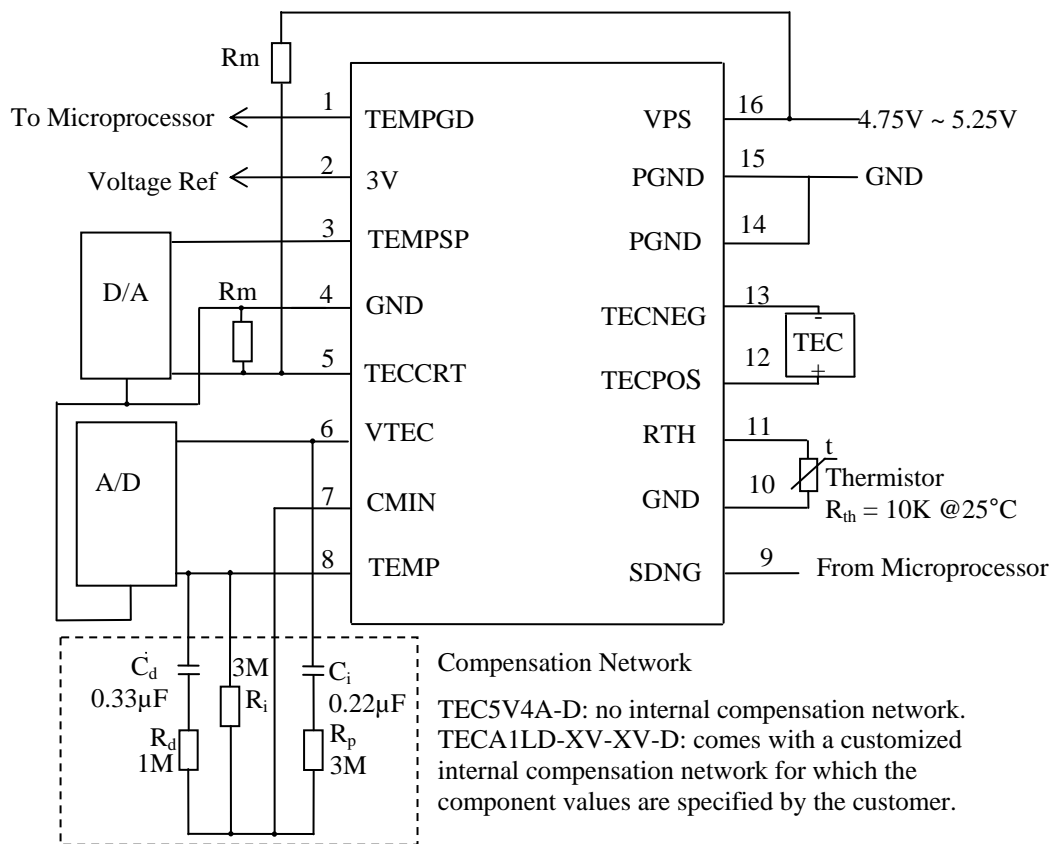 Rm
To Microprocessor
1
TEMPGD
VPS
16
4.75V ~ 5.25V
Voltage Ref
2
3V
PGND
15
GND
3
TEMPSP
PGND
14
D/A
Rm
4
GND
TECNEG
13
-
TEC
+
5
TECCRT
TECPOS
12
6
VTEC
RTH
11
t
Thermistor
Rth = 10K @25°C
A/D
7
CMIN
GND
10
8
TEMP
SDNG
9
From Microprocessor
Cd
0.33µF
3M
Ri
Ci
0.22µF
Rd
1M
Rp
3M
Compensation Network
TEC5V4A-D: no internal compensation network.
TECA1LD-XV-XV-D: comes with a customized
internal compensation network for which the
component values are specified by the customer.